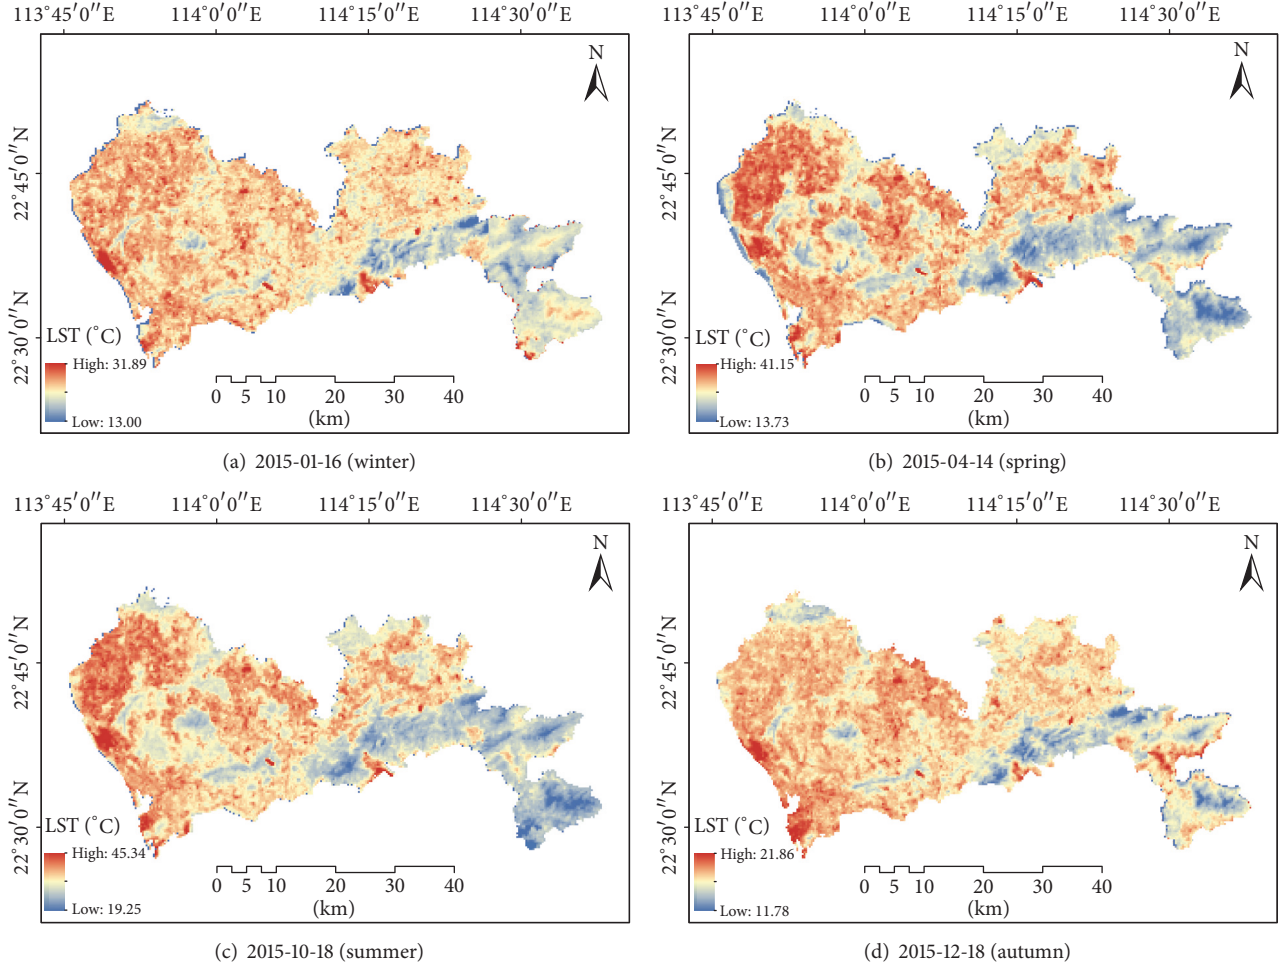 113°45′0″E 114°0′0″E 114°15′0″E 114°30′0″E
N
22°45′0″N
22°30′0″N
LST (°C)
High: 31.89
Low: 13.00
0 5 10 20 30 40
(km)
(a) 2015-01-16 (winter)
113°45′0″E 114°0′0″E 114°15′0″E 114°30′0″E
N
22°45′0″N
22°30′0″N
LST (°C)
High: 41.15
Low: 13.73
0 5 10 20 30 40
(km)
(b) 2015-04-14 (spring)
113°45′0″E 114°0′0″E 114°15′0″E 114°30′0″E
N
22°45′0″N
22°30′0″N
LST (°C)
High: 45.34
Low: 19.25
0 5 10 20 30 40
(km)
(c) 2015-10-18 (summer)
113°45′0″E 114°0′0″E 114°15′0″E 114°30′0″E
N
22°45′0″N
22°30′0″N
LST (°C)
High: 21.86
Low: 11.78
0 5 10 20 30 40
(km)
(d) 2015-12-18 (autumn)